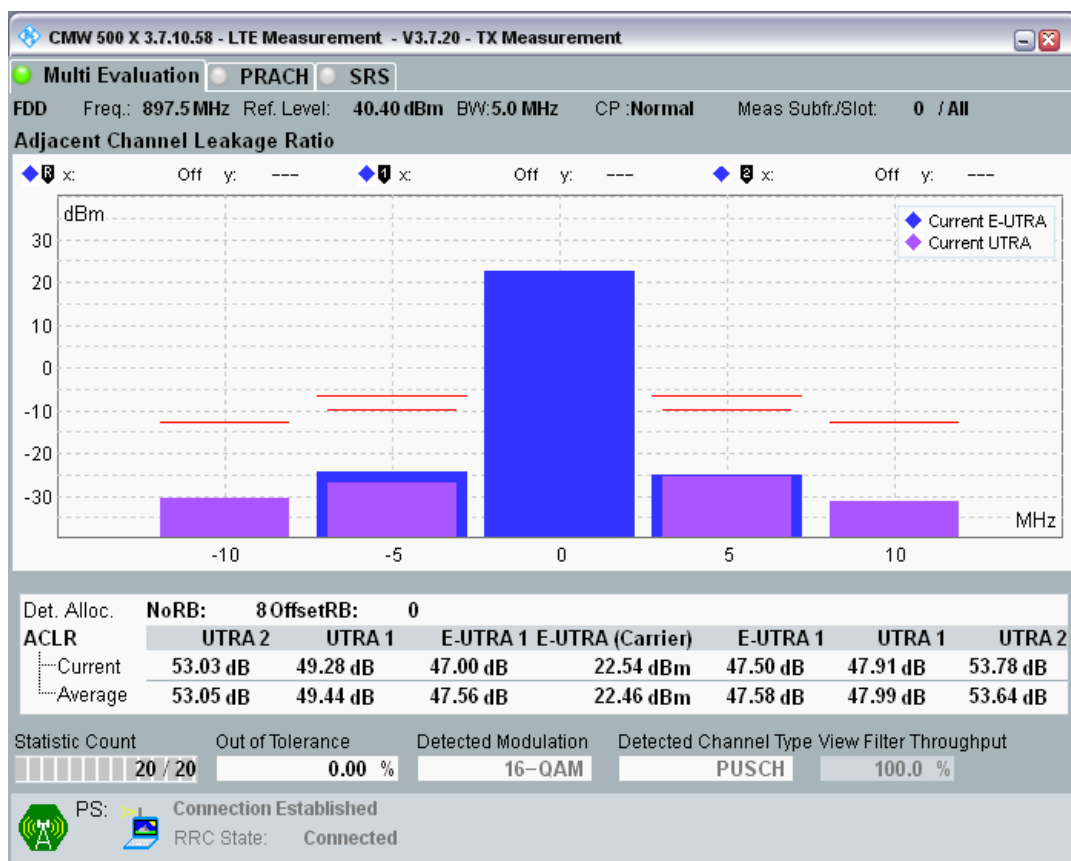 CMW 500 X 3.7.10.58 - LTE Measurement - V3.7.20 - TX Measurement
Multi Evaluation PRACH SRS
FDD Freq.: 897.5 MHz Ref. Level: 40.40 dBm BW:5.0 MHz CP :Normal Meas Subfr./Slot: 0 / All
Adjacent Channel Leakage Ratio
R x: Off y: --- 1 x: Off y: --- 2 x: Off y: ---
dBm
Current E-UTRA
Current UTRA
30
20
10
0
-10
-20
-30
MHz
-10 -5 0 5 10
Det. Alloc. NoRB: 8 OffsetRB: 0
ACLR UTRA 2 UTRA 1 E-UTRA 1 E-UTRA (Carrier) E-UTRA 1 UTRA 1 UTRA 2
Current 53.03 dB 49.28 dB 47.00 dB 22.54 dBm 47.50 dB 47.91 dB 53.78 dB
Average 53.05 dB 49.44 dB 47.56 dB 22.46 dBm 47.58 dB 47.99 dB 53.64 dB
Statistic Count Out of Tolerance Detected Modulation Detected Channel Type View Filter Throughput
20 / 20 0.00 % 16-QAM PUSCH 100.0 %
PS: Connection Established
RRC State: Connected